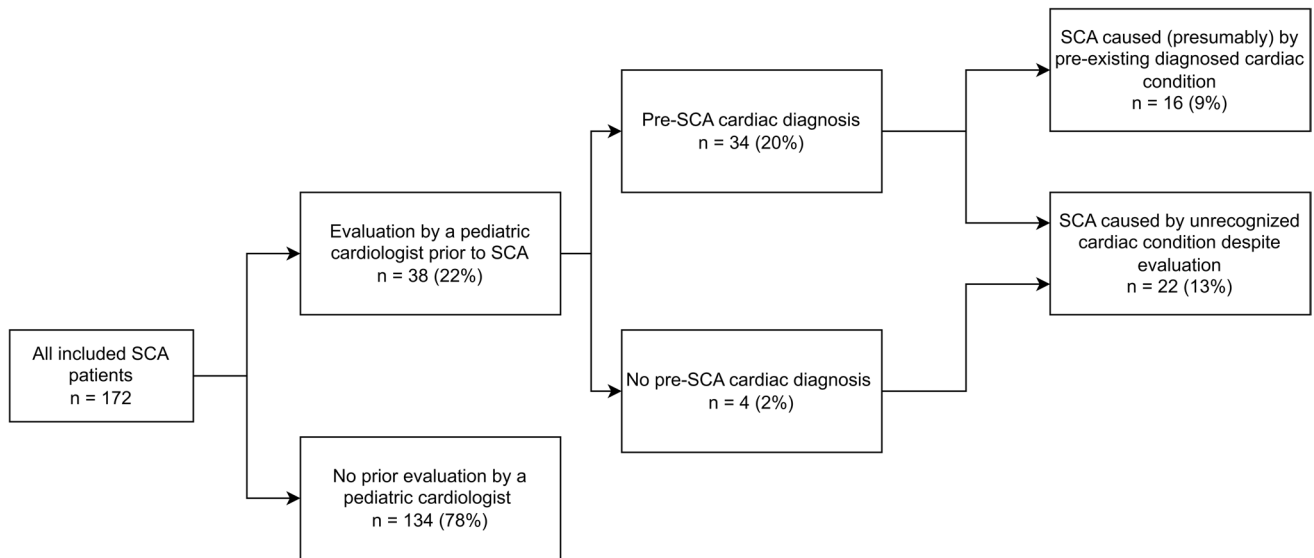 All included SCA
patients
n = 172
Evaluation by a pediatric
cardiologist prior to SCA
n = 38 (22%)
No prior evaluation by a
pediatric cardiologist
n = 134 (78%)
Pre-SCA cardiac diagnosis
n = 34 (20%)
No pre-SCA cardiac diagnosis
n = 4 (2%)
SCA caused (presumably) by
pre-existing diagnosed cardiac
condition
n = 16 (9%)
SCA caused by unrecognized
cardiac condition despite
evaluation
n = 22 (13%)